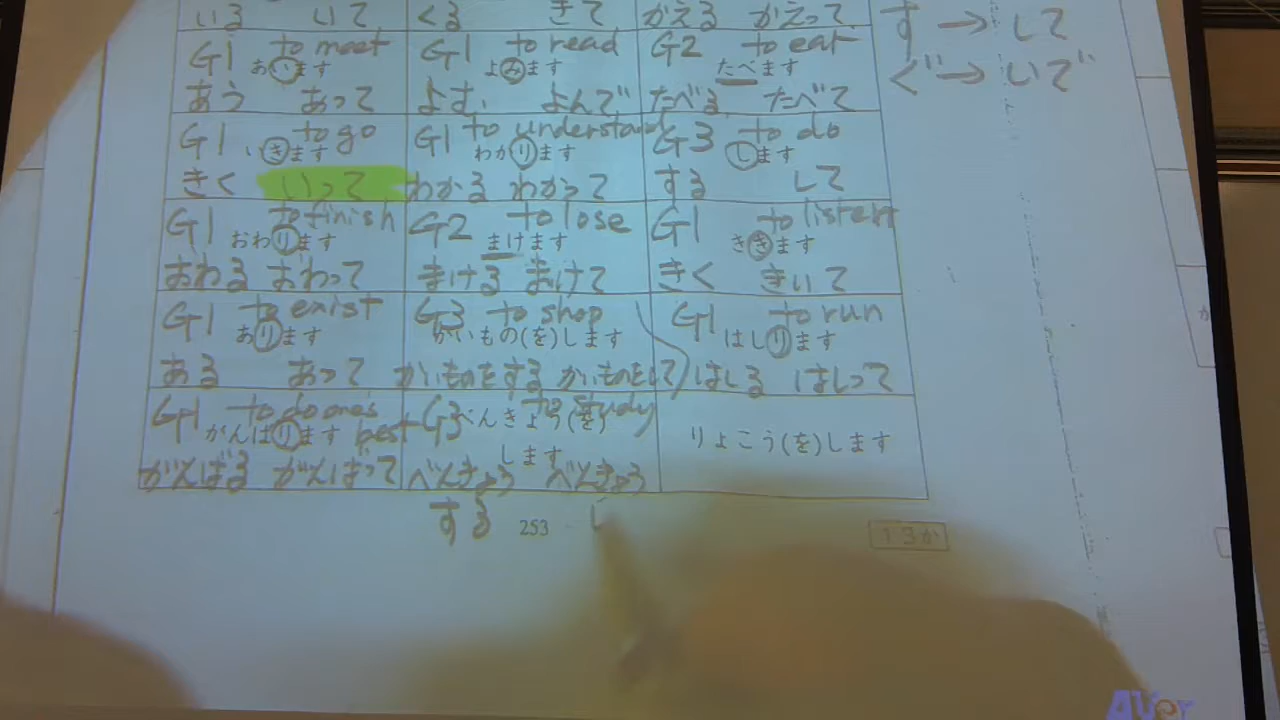 いる いて
くる きて
かえる かえって
す → して
ぐ → いで
G1 to meet
あいます
あう あって
G1 to read
よみます
よむ よんで
G2 to eat
たべます
たべる たべて
G1 to go
いきます
きく いって
G1 to understand
わかります
わかる わかって
G3 to do
します
する して
G1 to finish
おわります
おわる おわって
G2 to lose
まけます
まける まけて
G1 to listen
ききます
きく きいて
G1 to exist
あります
ある あって
G3 to shop
かいもの(を)します
かいものをする かいものをして
G1 to run
はしります
はしる はしって
G1 to do one's best
がんばります
がんばる がんばって
G3 to study
べんきょう(を)
します
べんきょう べんきょう
する し
りょこう(を)します
253
13か
AVer